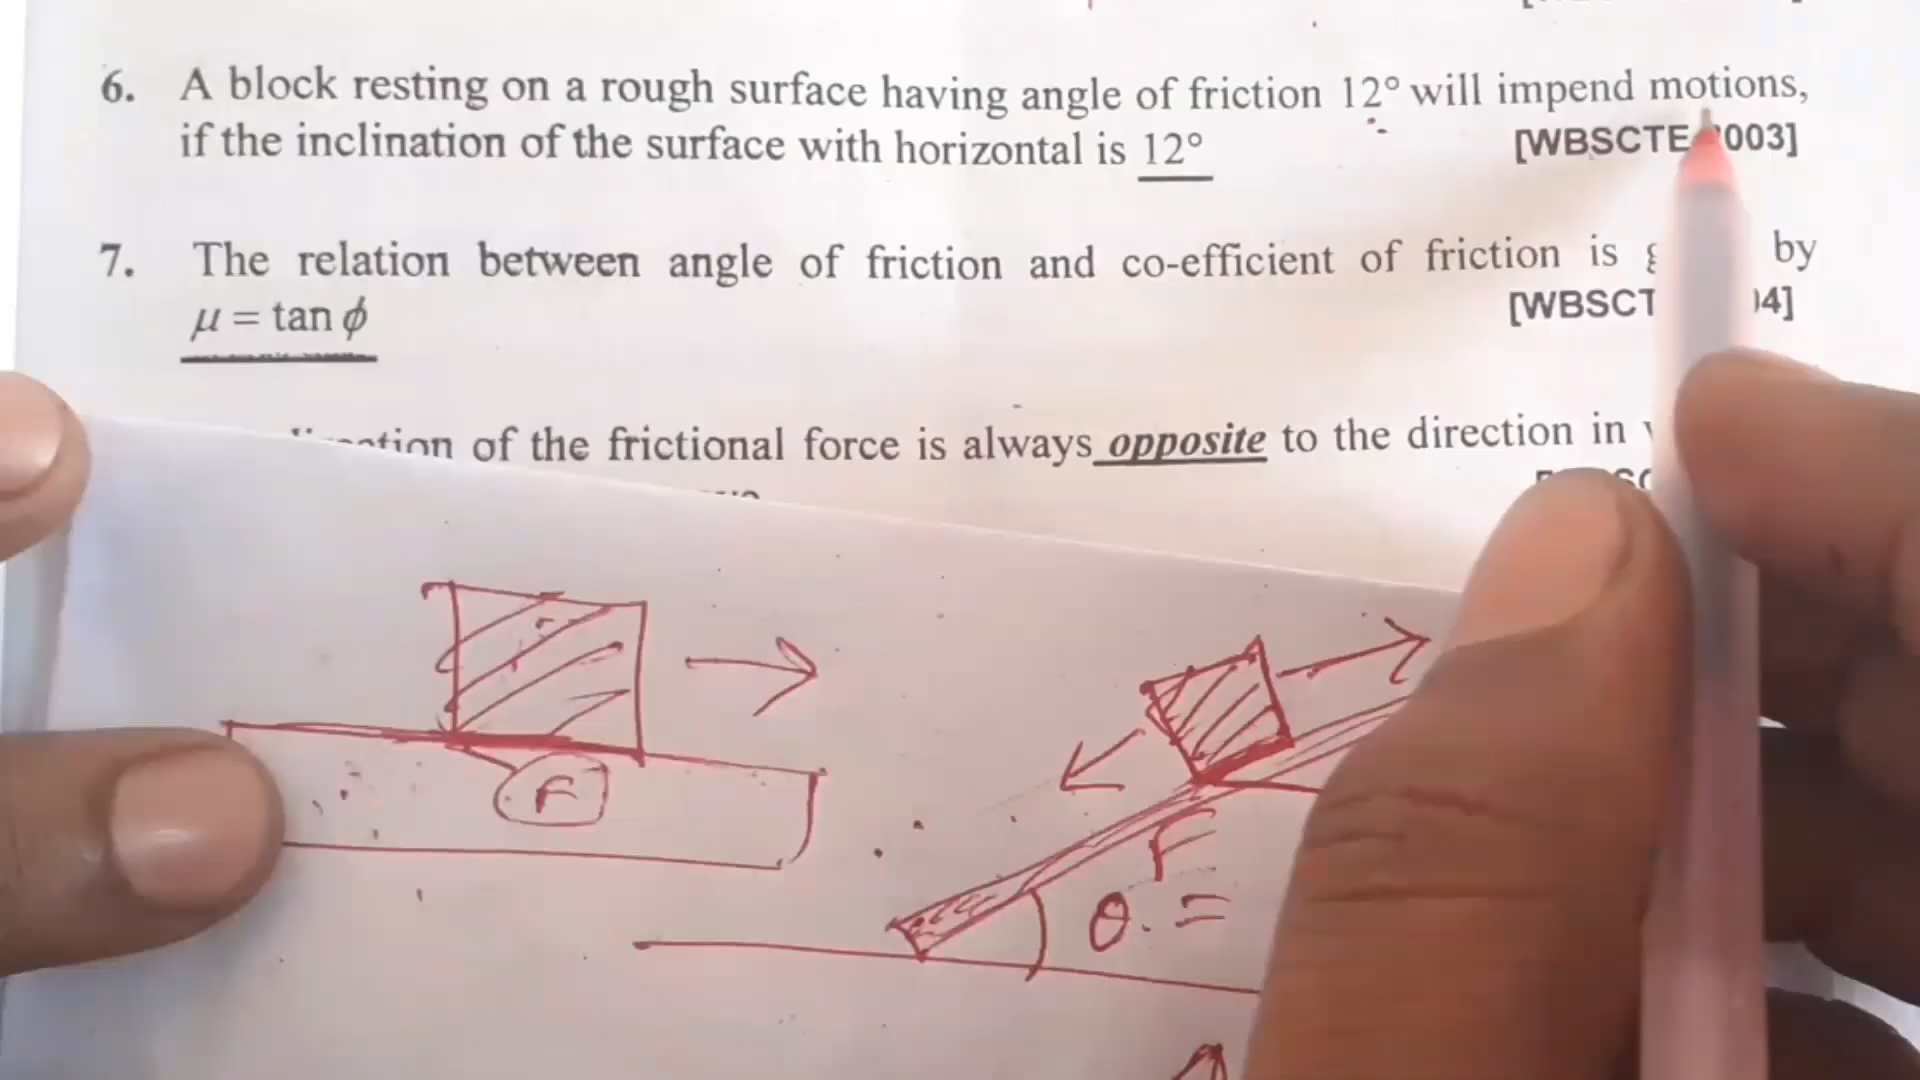 6. A block resting on a rough surface having angle of friction 12° will impend motions,
if the inclination of the surface with horizontal is 12°
[WBSCTE 003]
7. The relation between angle of friction and co-efficient of friction is by
μ = tan ϕ
[WBSCT 04]
of the frictional force is always opposite to the direction in
F
F
θ. =